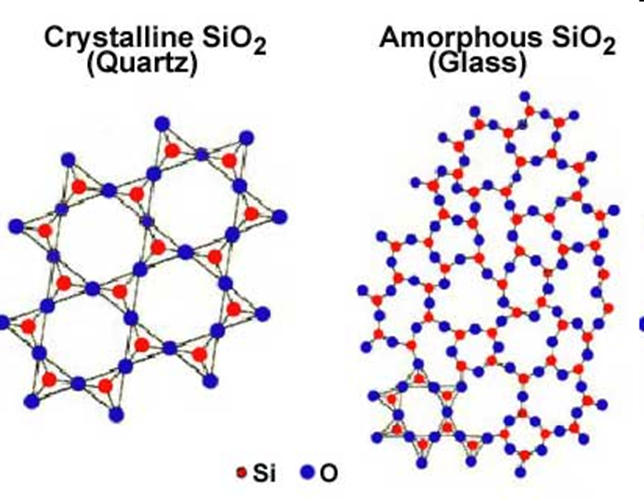 Crystalline SiO2
(Quartz)
Amorphous SiO2
(Glass)
Si O